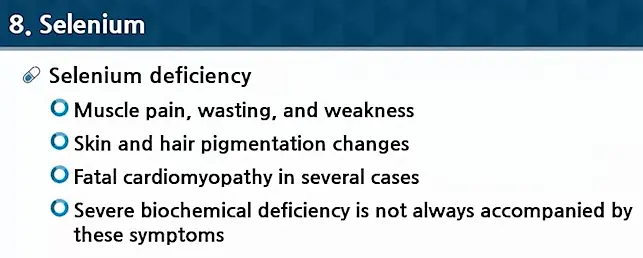 8. Selenium
Selenium deficiency
Muscle pain, wasting, and weakness
Skin and hair pigmentation changes
Fatal cardiomyopathy in several cases
Severe biochemical deficiency is not always accompanied by
these symptoms